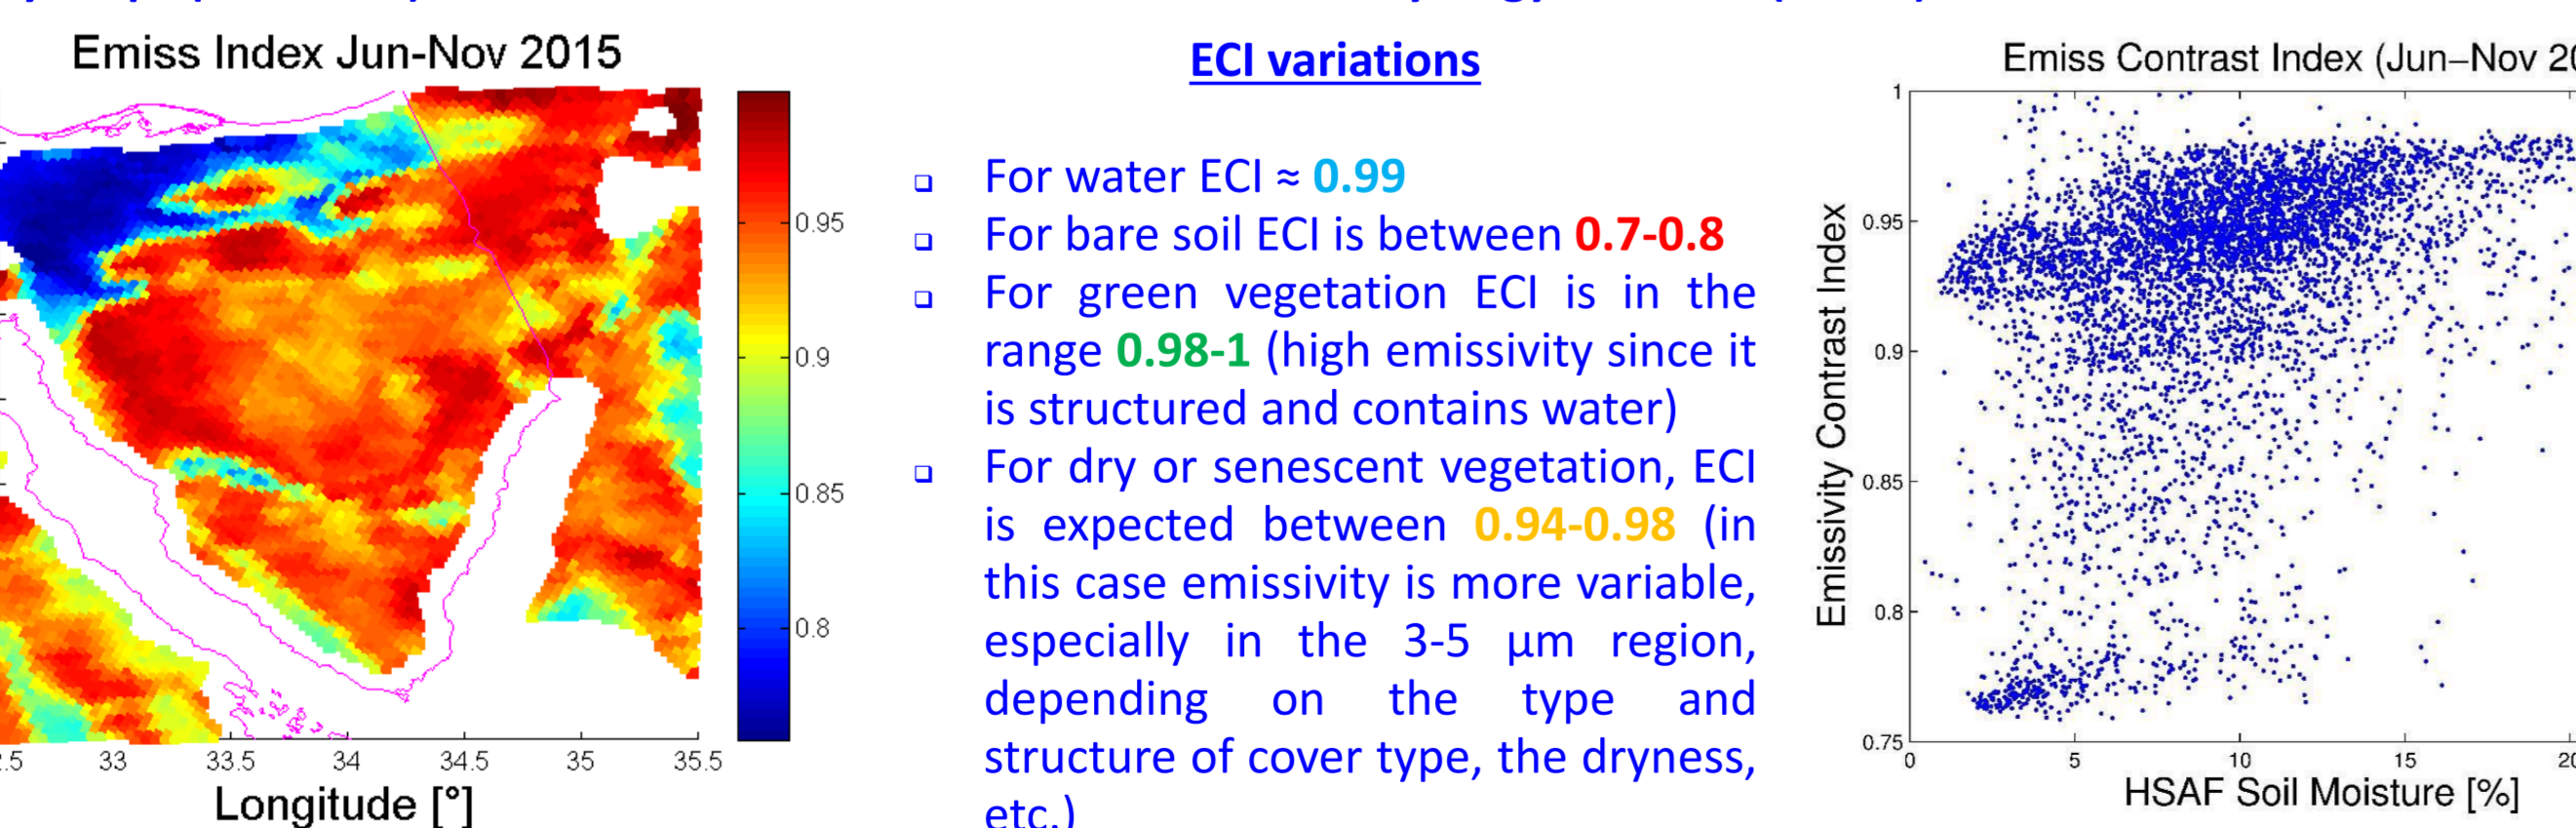 Emiss Index Jun-Nov 2015
0.95
0.9
0.85
0.8
33
33.5
34
34.5
35
35.5
Longitude [°]
ECI variations
❑ For water ECI ≈ 0.99
❑ For bare soil ECI is between 0.7-0.8
❑ For green vegetation ECI is in the
range 0.98-1 (high emissivity since it
is structured and contains water)
❑ For dry or senescent vegetation, ECI
is expected between 0.94-0.98 (in
this case emissivity is more variable,
especially in the 3-5 µm region,
depending on the type and
structure of cover type, the dryness,
etc.)
Emiss Contrast Index (Jun–Nov
Emissivity Contrast Index
1
0.95
0.9
0.85
0.8
0.75
0
5
10
15
HSAF Soil Moisture [%]